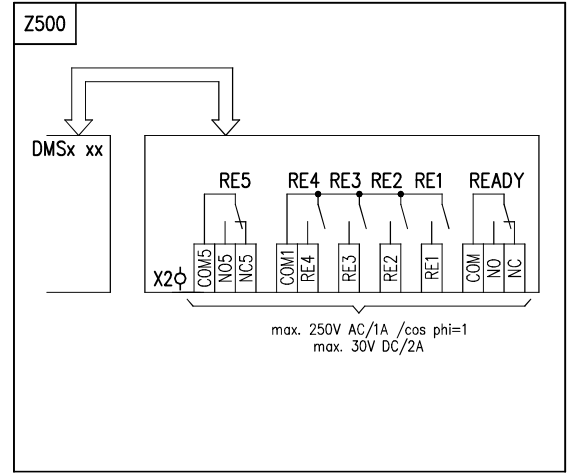 Z500
DMSx xx
RE5 RE4 RE3 RE2 RE1 READY
X2 COM5 NO5 NC5 COM1 RE4 RE3 RE2 RE1 COM NO NC
max. 250V AC/1A /cos phi=1
max. 30V DC/2A